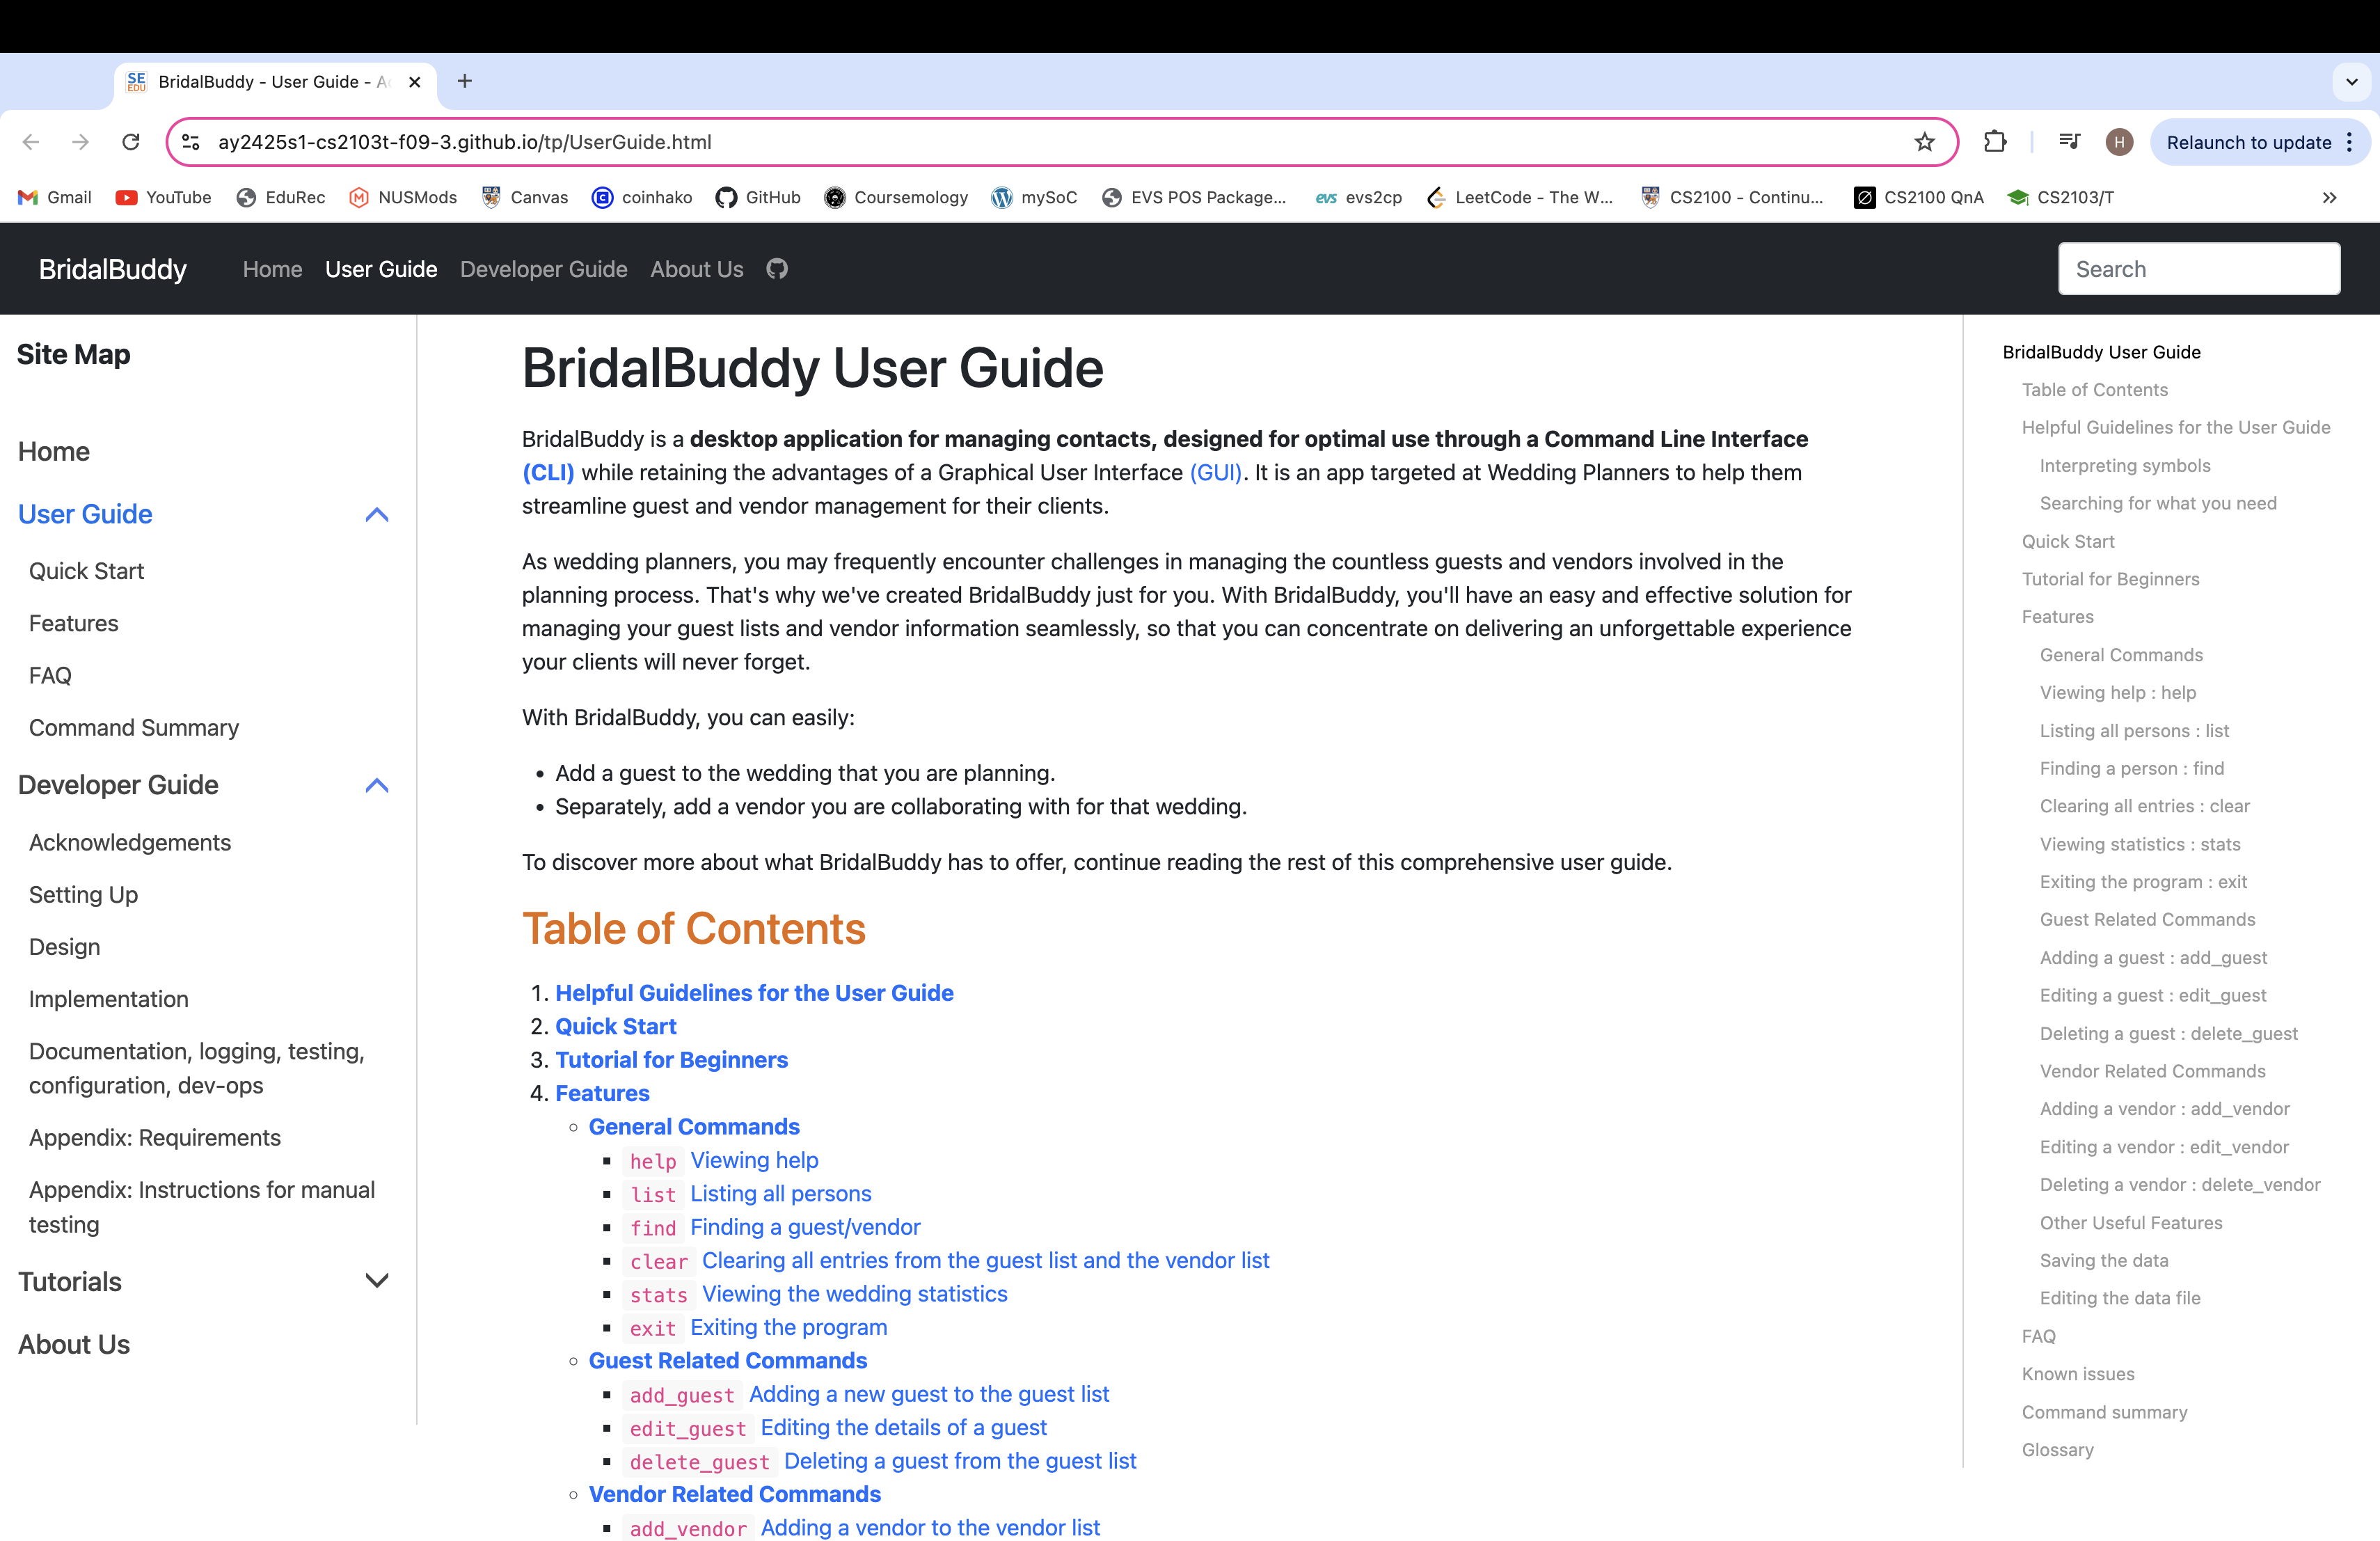 SE EDU BridalBuddy - User Guide - A
ay2425s1-cs2103t-f09-3.github.io/tp/UserGuide.html
H
Relaunch to update
Gmail YouTube EduRec NUSMods Canvas coinhako GitHub Coursemology mySoC EVS POS Package... evs evs2cp LeetCode - The W... CS2100 - Continu... CS2100 QnA CS2103/T
BridalBuddy Home User Guide Developer Guide About Us Search
Site Map
Home
User Guide
Quick Start
Features
FAQ
Command Summary
Developer Guide
Acknowledgements
Setting Up
Design
Implementation
Documentation, logging, testing,
configuration, dev-ops
Appendix: Requirements
Appendix: Instructions for manual
testing
Tutorials
About Us
BridalBuddy User Guide
BridalBuddy is a desktop application for managing contacts, designed for optimal use through a Command Line Interface
(CLI) while retaining the advantages of a Graphical User Interface (GUI). It is an app targeted at Wedding Planners to help them
streamline guest and vendor management for their clients.
As wedding planners, you may frequently encounter challenges in managing the countless guests and vendors involved in the
planning process. That's why we've created BridalBuddy just for you. With BridalBuddy, you'll have an easy and effective solution for
managing your guest lists and vendor information seamlessly, so that you can concentrate on delivering an unforgettable experience
your clients will never forget.
With BridalBuddy, you can easily:
• Add a guest to the wedding that you are planning.
• Separately, add a vendor you are collaborating with for that wedding.
To discover more about what BridalBuddy has to offer, continue reading the rest of this comprehensive user guide.
Table of Contents
1. Helpful Guidelines for the User Guide
2. Quick Start
3. Tutorial for Beginners
4. Features
General Commands
help Viewing help
list Listing all persons
find Finding a guest/vendor
clear Clearing all entries from the guest list and the vendor list
stats Viewing the wedding statistics
exit Exiting the program
Guest Related Commands
add_guest Adding a new guest to the guest list
edit_guest Editing the details of a guest
delete_guest Deleting a guest from the guest list
Vendor Related Commands
add_vendor Adding a vendor to the vendor list
BridalBuddy User Guide
Table of Contents
Helpful Guidelines for the User Guide
Interpreting symbols
Searching for what you need
Quick Start
Tutorial for Beginners
Features
General Commands
Viewing help : help
Listing all persons : list
Finding a person : find
Clearing all entries : clear
Viewing statistics : stats
Exiting the program : exit
Guest Related Commands
Adding a guest : add_guest
Editing a guest : edit_guest
Deleting a guest : delete_guest
Vendor Related Commands
Adding a vendor : add_vendor
Editing a vendor : edit_vendor
Deleting a vendor : delete_vendor
Other Useful Features
Saving the data
Editing the data file
FAQ
Known issues
Command summary
Glossary